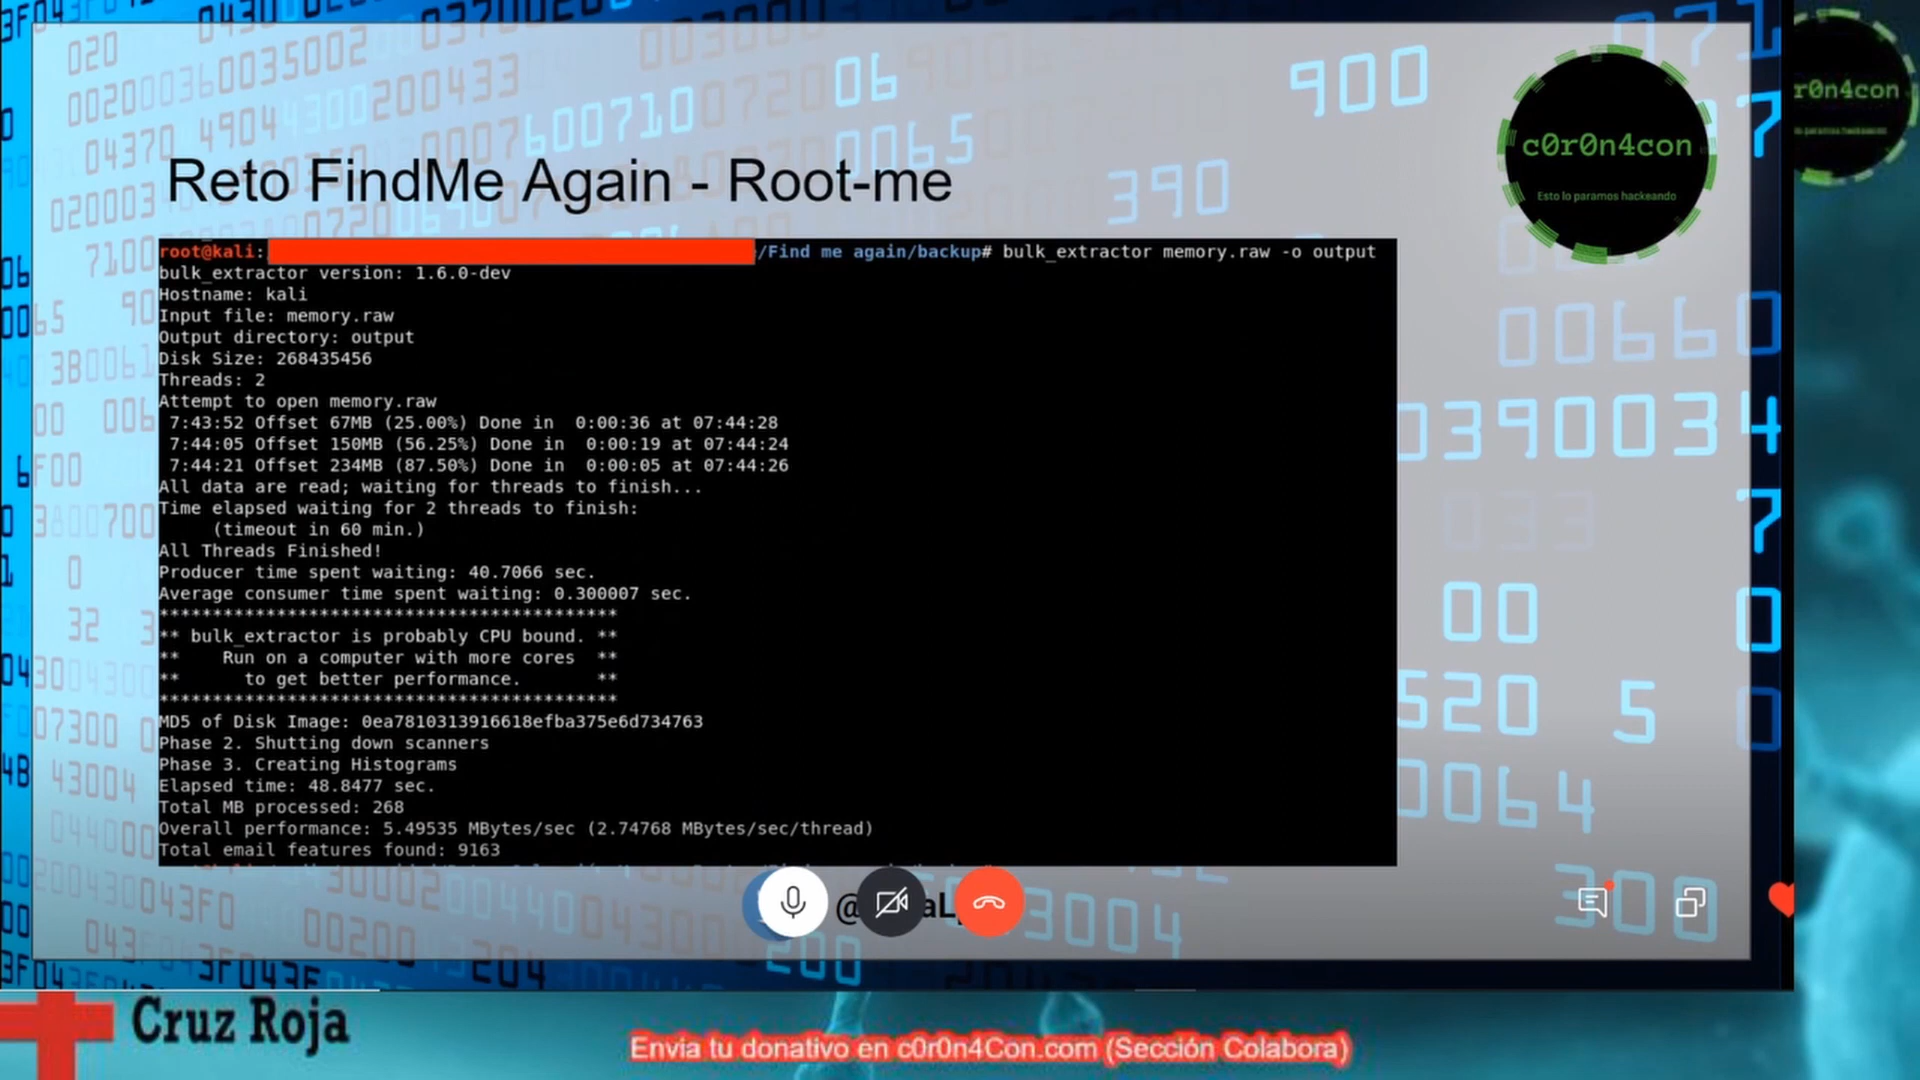 Reto FindMe Again - Root-me
c0r0n4con
Esto lo paramos hackeando
r0n4con
root@kali: /Find me again/backup# bulk_extractor memory.raw -o output
bulk_extractor version: 1.6.0-dev
Hostname: kali
Input file: memory.raw
Output directory: output
Disk Size: 268435456
Threads: 2
Attempt to open memory.raw
7:43:52 Offset 67MB (25.00%) Done in  0:00:36 at 07:44:28
7:44:05 Offset 150MB (56.25%) Done in  0:00:19 at 07:44:24
7:44:21 Offset 234MB (87.50%) Done in  0:00:05 at 07:44:26
All data are read; waiting for threads to finish...
Time elapsed waiting for 2 threads to finish:
(timeout in 60 min.)
All Threads Finished!
Producer time spent waiting: 40.7066 sec.
Average consumer time spent waiting: 0.300007 sec.
*******************************************
** bulk_extractor is probably CPU bound. **
**    Run on a computer with more cores  **
**      to get better performance.       **
*******************************************
MD5 of Disk Image: 0ea7810313916618efba375e6d734763
Phase 2. Shutting down scanners
Phase 3. Creating Histograms
Elapsed time: 48.8477 sec.
Total MB processed: 268
Overall performance: 5.49535 MBytes/sec (2.74768 MBytes/sec/thread)
Total email features found: 9163
Cruz Roja
Envia tu donativo en c0r0n4Con.com (Sección Colabora)